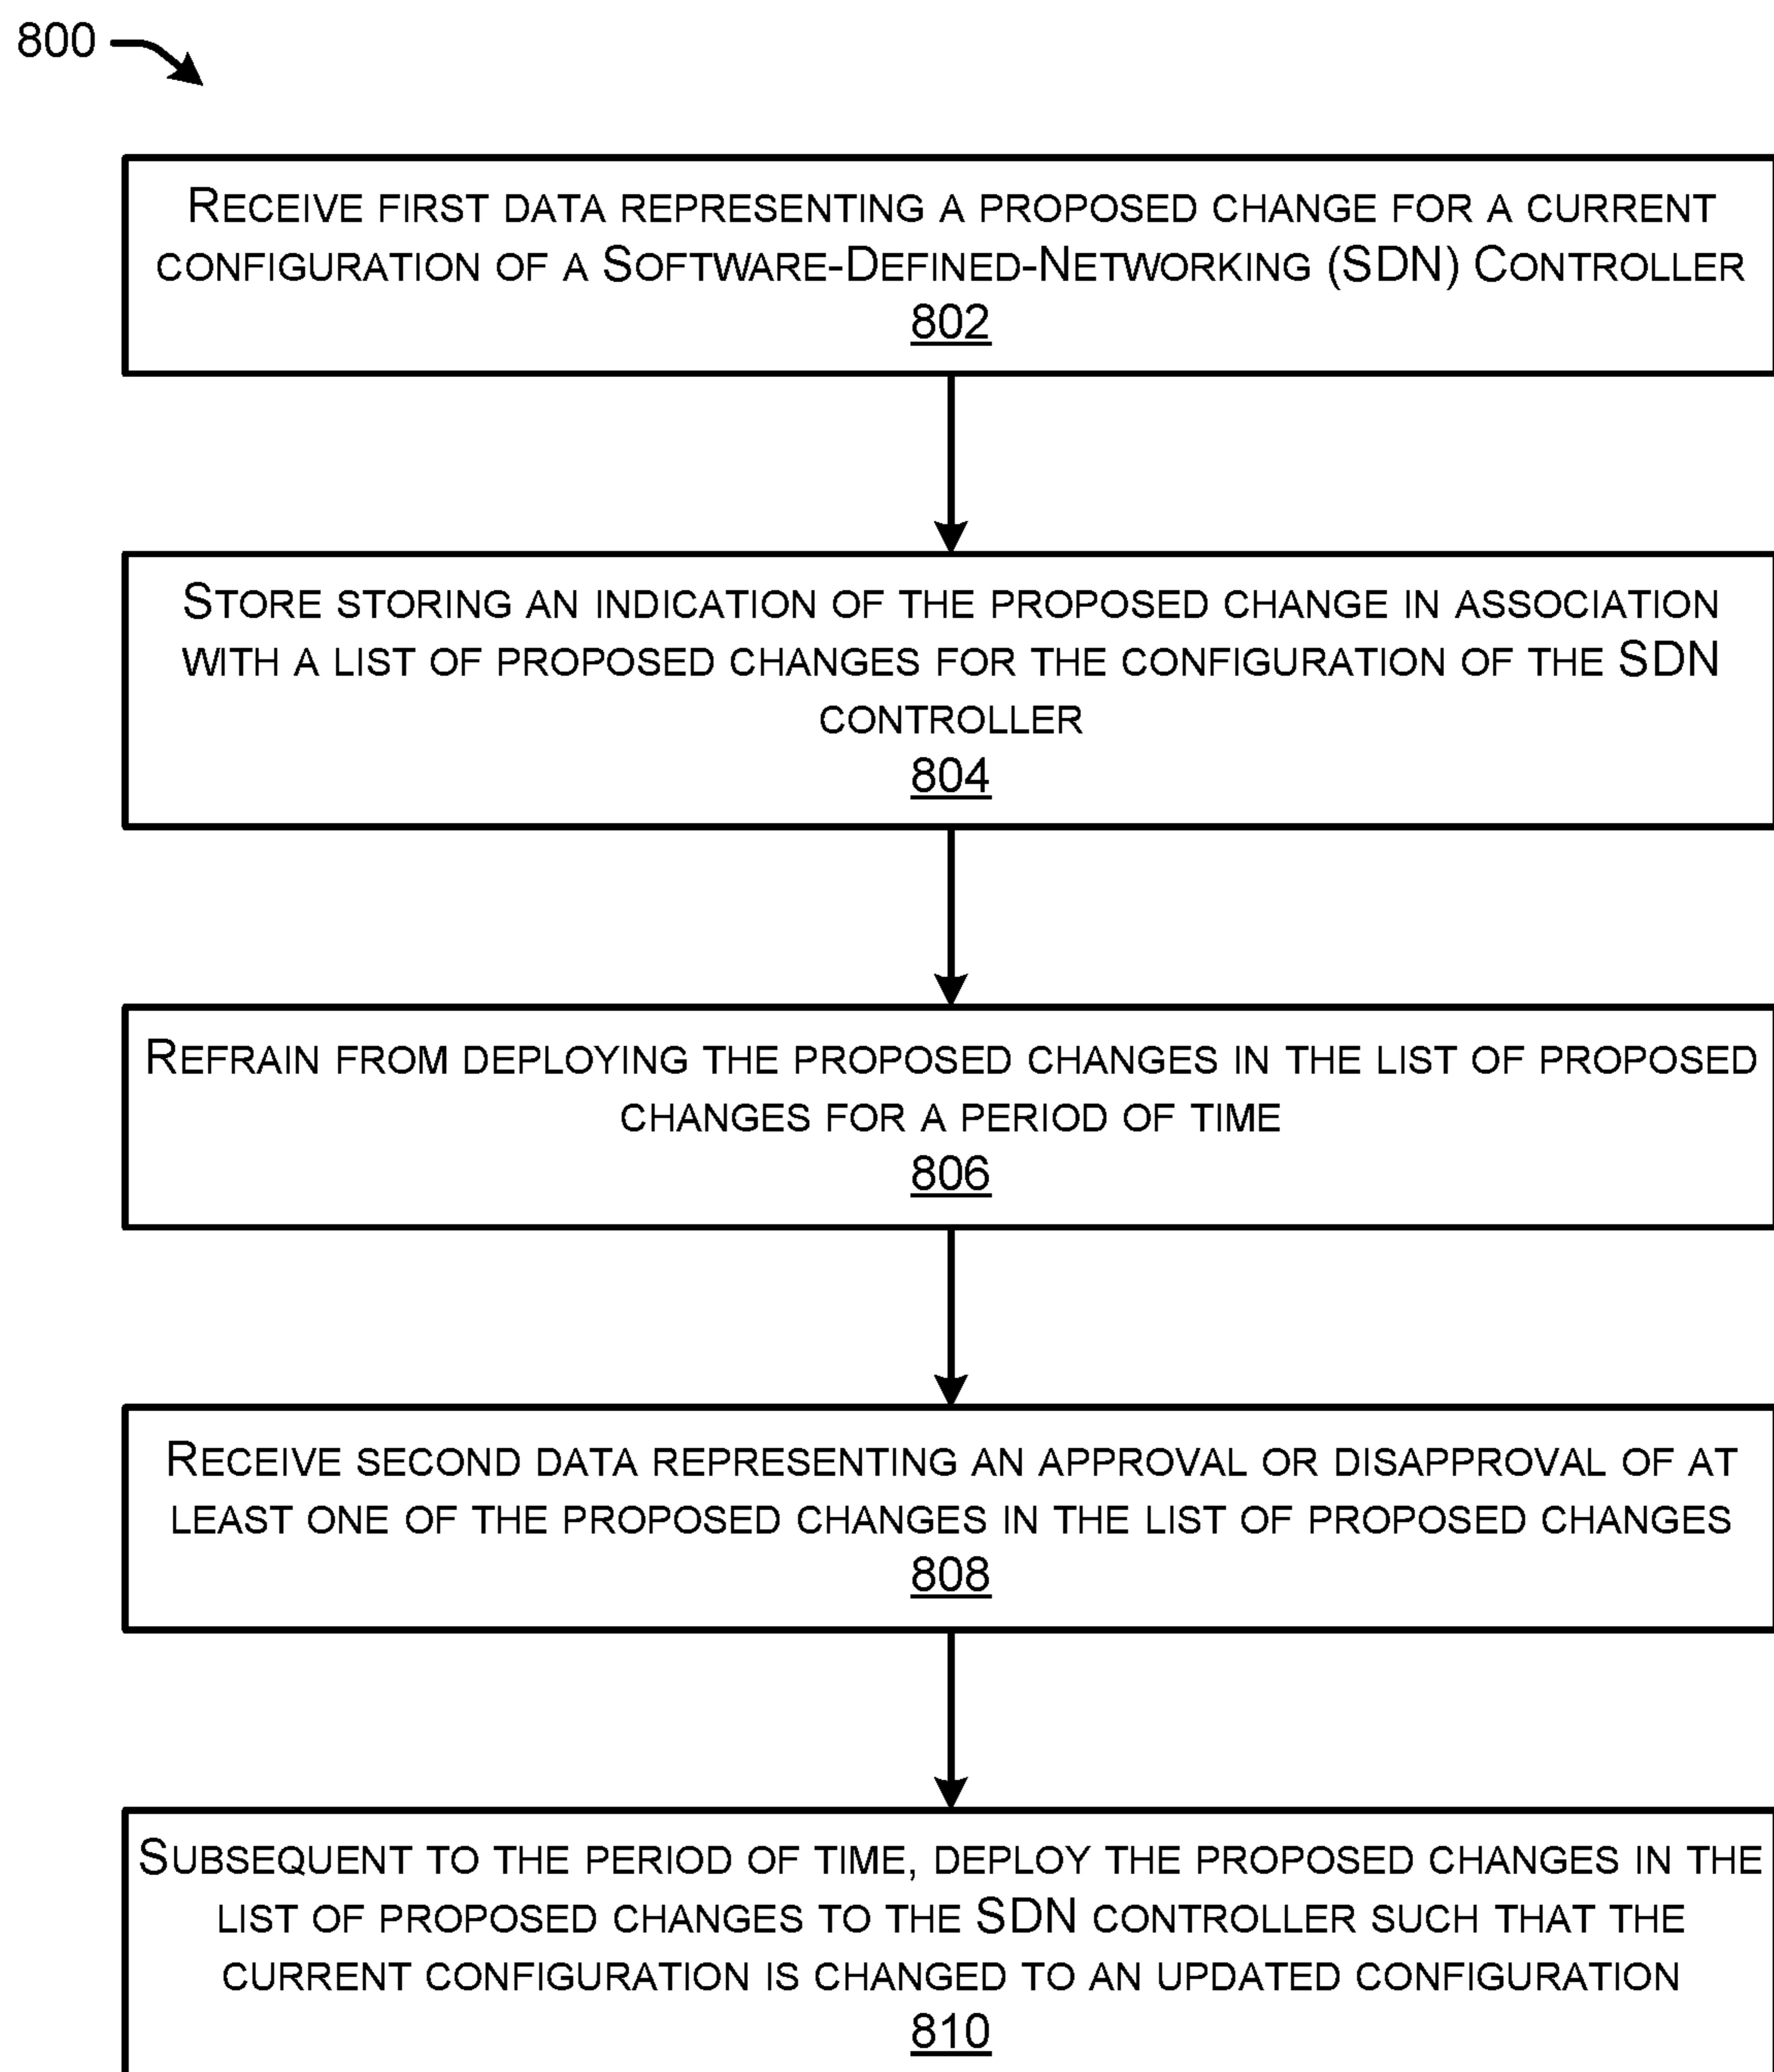 800
RECEIVE FIRST DATA REPRESENTING A PROPOSED CHANGE FOR A CURRENT
CONFIGURATION OF A SOFTWARE-DEFINED-NETWORKING (SDN) CONTROLLER
802
STORE STORING AN INDICATION OF THE PROPOSED CHANGE IN ASSOCIATION
WITH A LIST OF PROPOSED CHANGES FOR THE CONFIGURATION OF THE SDN
CONTROLLER
804
REFRAIN FROM DEPLOYING THE PROPOSED CHANGES IN THE LIST OF PROPOSED
CHANGES FOR A PERIOD OF TIME
806
RECEIVE SECOND DATA REPRESENTING AN APPROVAL OR DISAPPROVAL OF AT
LEAST ONE OF THE PROPOSED CHANGES IN THE LIST OF PROPOSED CHANGES
808
SUBSEQUENT TO THE PERIOD OF TIME, DEPLOY THE PROPOSED CHANGES IN THE
LIST OF PROPOSED CHANGES TO THE SDN CONTROLLER SUCH THAT THE
CURRENT CONFIGURATION IS CHANGED TO AN UPDATED CONFIGURATION
810